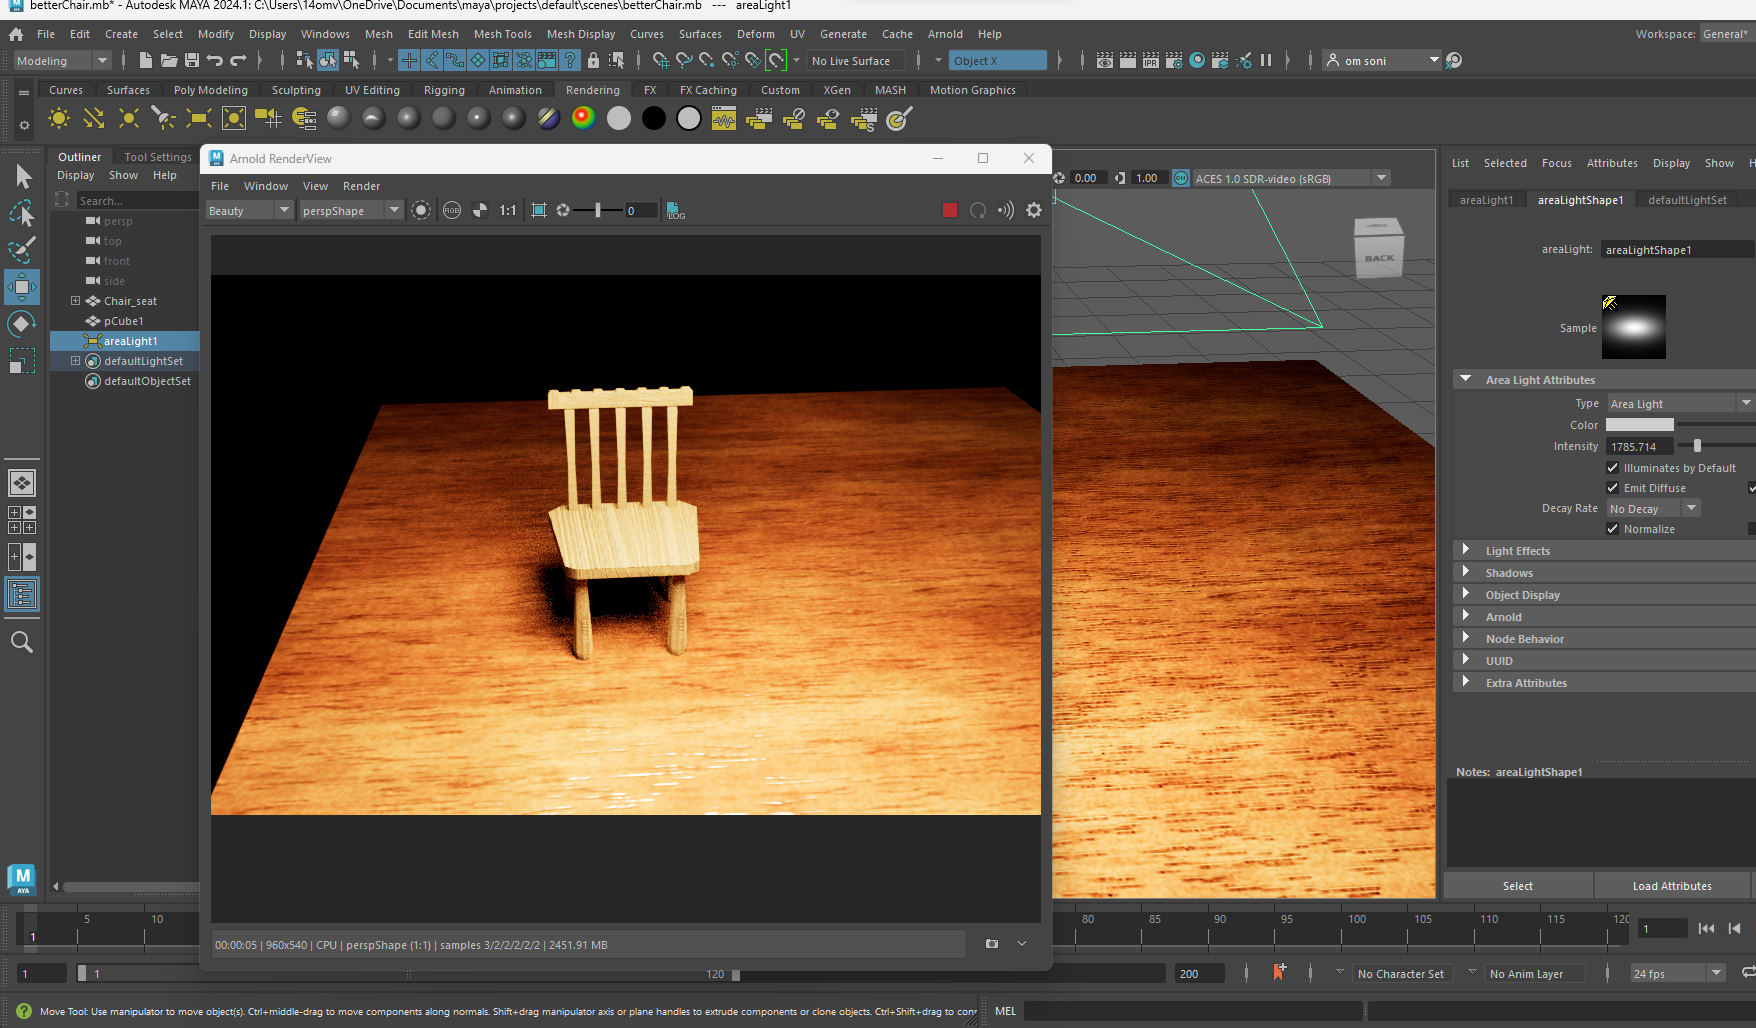 betterChair.mb* - Autodesk MAYA 2024.1: C:\Users\14omv\OneDrive\Documents\maya\projects\default\scenes\betterChair.mb --- areaLight1
File Edit Create Select Modify Display Windows Mesh Edit Mesh Mesh Tools Mesh Display Curves Surfaces Deform UV Generate Cache Arnold Help Workspace: General*
Modeling No Live Surface Object X IPR om soni
Curves Surfaces Poly Modeling Sculpting UV Editing Rigging Animation Rendering FX FX Caching Custom XGen MASH Motion Graphics
Outliner Tool Settings
Display Show Help
Search...
persp
top
front
side
Chair_seat
pCube1
areaLight1
defaultLightSet
defaultObjectSet
Arnold RenderView
File Window View Render
Beauty perspShape RGB 1:1 0 LOG
00:00:05 | 960x540 | CPU | perspShape (1:1) | samples 3/2/2/2/2/2 | 2451.91 MB
0.00 1.00 ON ACES 1.0 SDR-video (sRGB)
BACK
List Selected Focus Attributes Display Show H
areaLight1 areaLightShape1 defaultLightSet
areaLight: areaLightShape1
Sample
Area Light Attributes
Type Area Light
Color
Intensity 1785.714
Illuminates by Default
Emit Diffuse
Decay Rate No Decay
Normalize
Light Effects
Shadows
Object Display
Arnold
Node Behavior
UUID
Extra Attributes
Notes: areaLightShape1
Select Load Attributes
M
AYA
1 5 10 80 85 90 95 100 105 110 115 120 1
1 1 120 200 No Character Set No Anim Layer 24 fps
Move Tool: Use manipulator to move object(s). Ctrl+middle-drag to move components along normals. Shift+drag manipulator axis or plane handles to extrude components or clone objects. Ctrl+Shift+drag to con
MEL